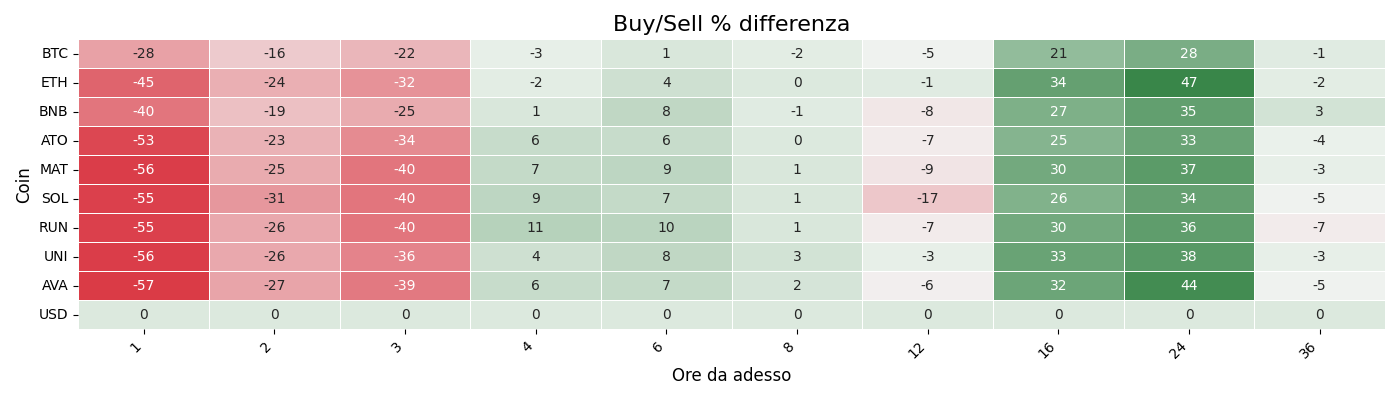 Buy/Sell % differenza
Coin
BTC -28 -16 -22 -3 1 -2 -5 21 28 -1
ETH -45 -24 -32 -2 4 0 -1 34 47 -2
BNB -40 -19 -25 1 8 -1 -8 27 35 3
ATO -53 -23 -34 6 6 0 -7 25 33 -4
MAT -56 -25 -40 7 9 1 -9 30 37 -3
SOL -55 -31 -40 9 7 1 -17 26 34 -5
RUN -55 -26 -40 11 10 1 -7 30 36 -7
UNI -56 -26 -36 4 8 3 -3 33 38 -3
AVA -57 -27 -39 6 7 2 -6 32 44 -5
USD 0 0 0 0 0 0 0 0 0 0
1 2 3 4 6 8 12 16 24 36
Ore da adesso